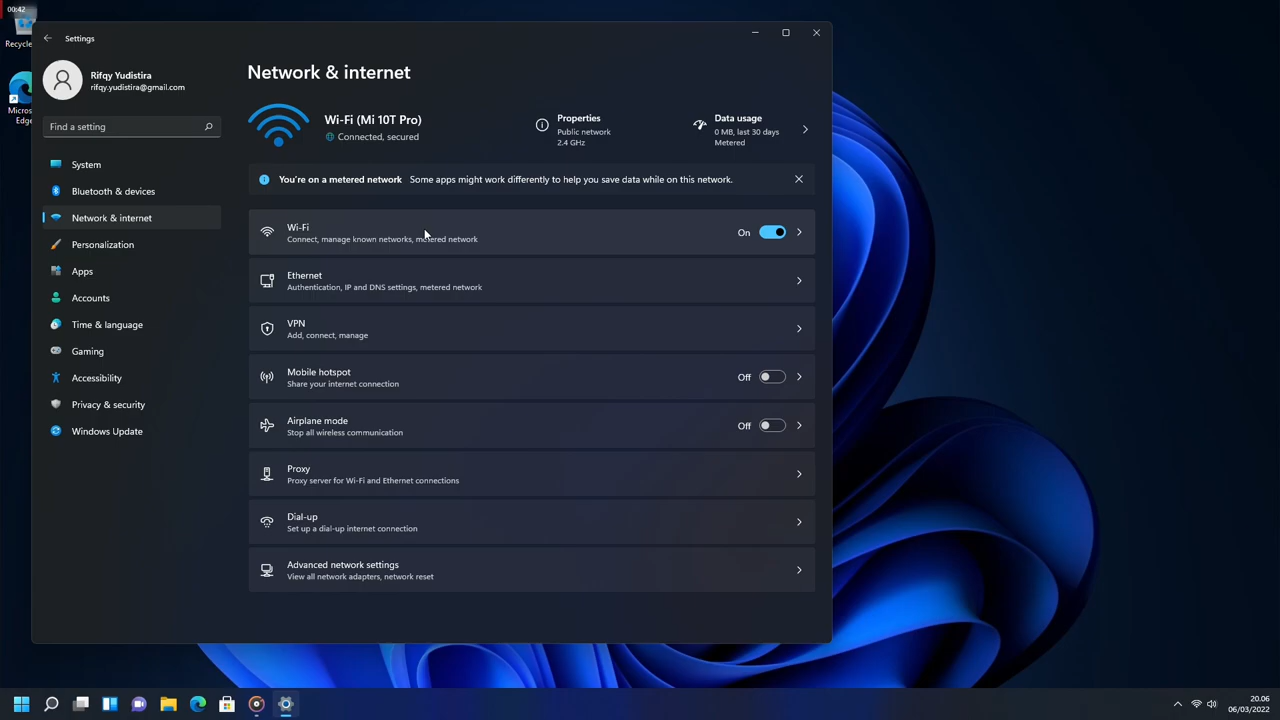 00:42
Recycle
Micros
Edge
Settings
Rifqy Yudistira
rifqy.yudistira@gmail.com
Find a setting
System
Bluetooth & devices
Network & internet
Personalization
Apps
Accounts
Time & language
Gaming
Accessibility
Privacy & security
Windows Update
Network & internet
Wi-Fi (Mi 10T Pro)
Connected, secured
Properties
Public network
2.4 GHz
Data usage
0 MB, last 30 days
Metered
You're on a metered network Some apps might work differently to help you save data while on this network.
Wi-Fi
Connect, manage known networks, metered network
On
Ethernet
Authentication, IP and DNS settings, metered network
VPN
Add, connect, manage
Mobile hotspot
Share your internet connection
Off
Airplane mode
Stop all wireless communication
Off
Proxy
Proxy server for Wi-Fi and Ethernet connections
Dial-up
Set up a dial-up internet connection
Advanced network settings
View all network adapters, network reset
20.06
06/03/2022